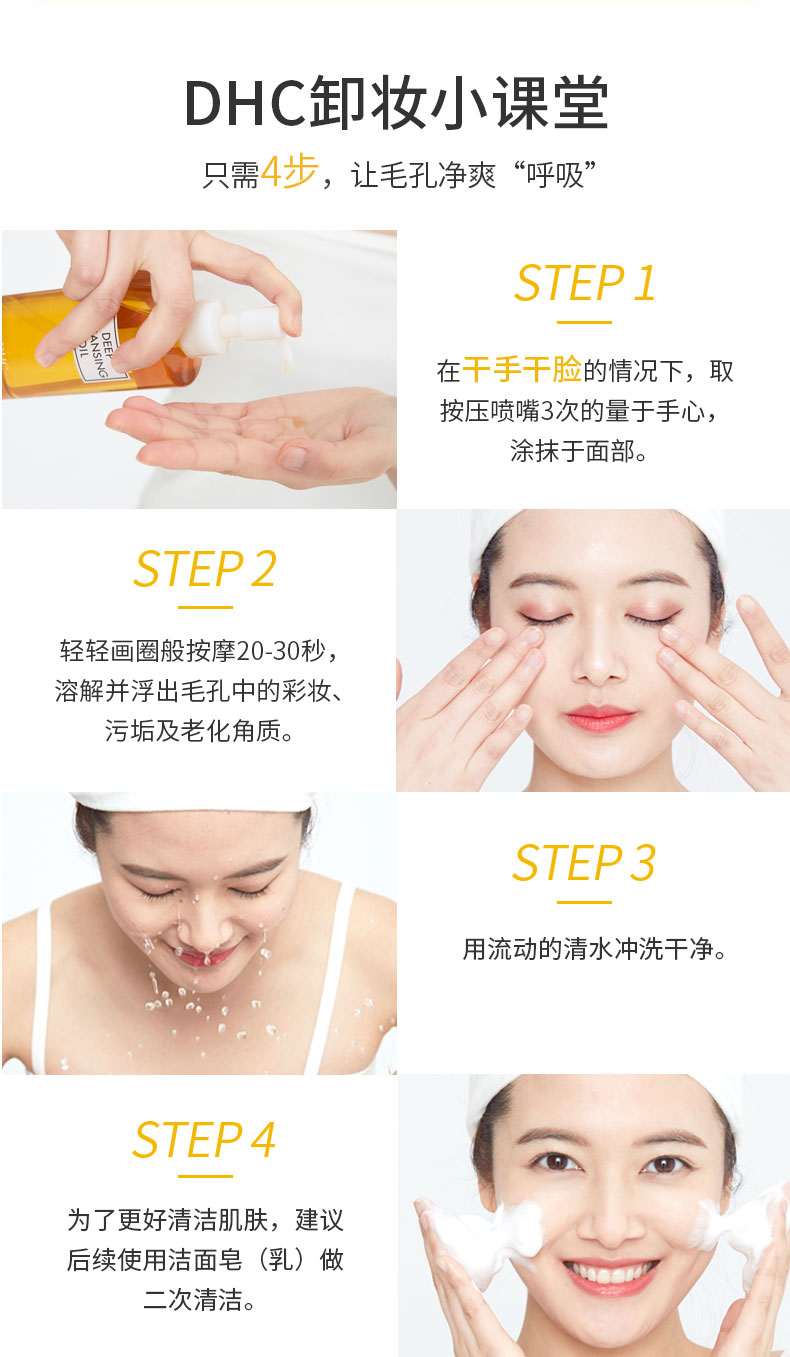 DHC卸妆小课堂
只需4步，让毛孔净爽“呼吸”
DEEP
CLEANSING
OIL
STEP 1
在干手干脸的情况下，取
按压喷嘴3次的量于手心，
涂抹于面部。
STEP 2
轻轻画圈般按摩20-30秒，
溶解并浮出毛孔中的彩妆、
污垢及老化角质。
STEP 3
用流动的清水冲洗干净。
STEP 4
为了更好清洁肌肤，建议
后续使用洁面皂（乳）做
二次清洁。